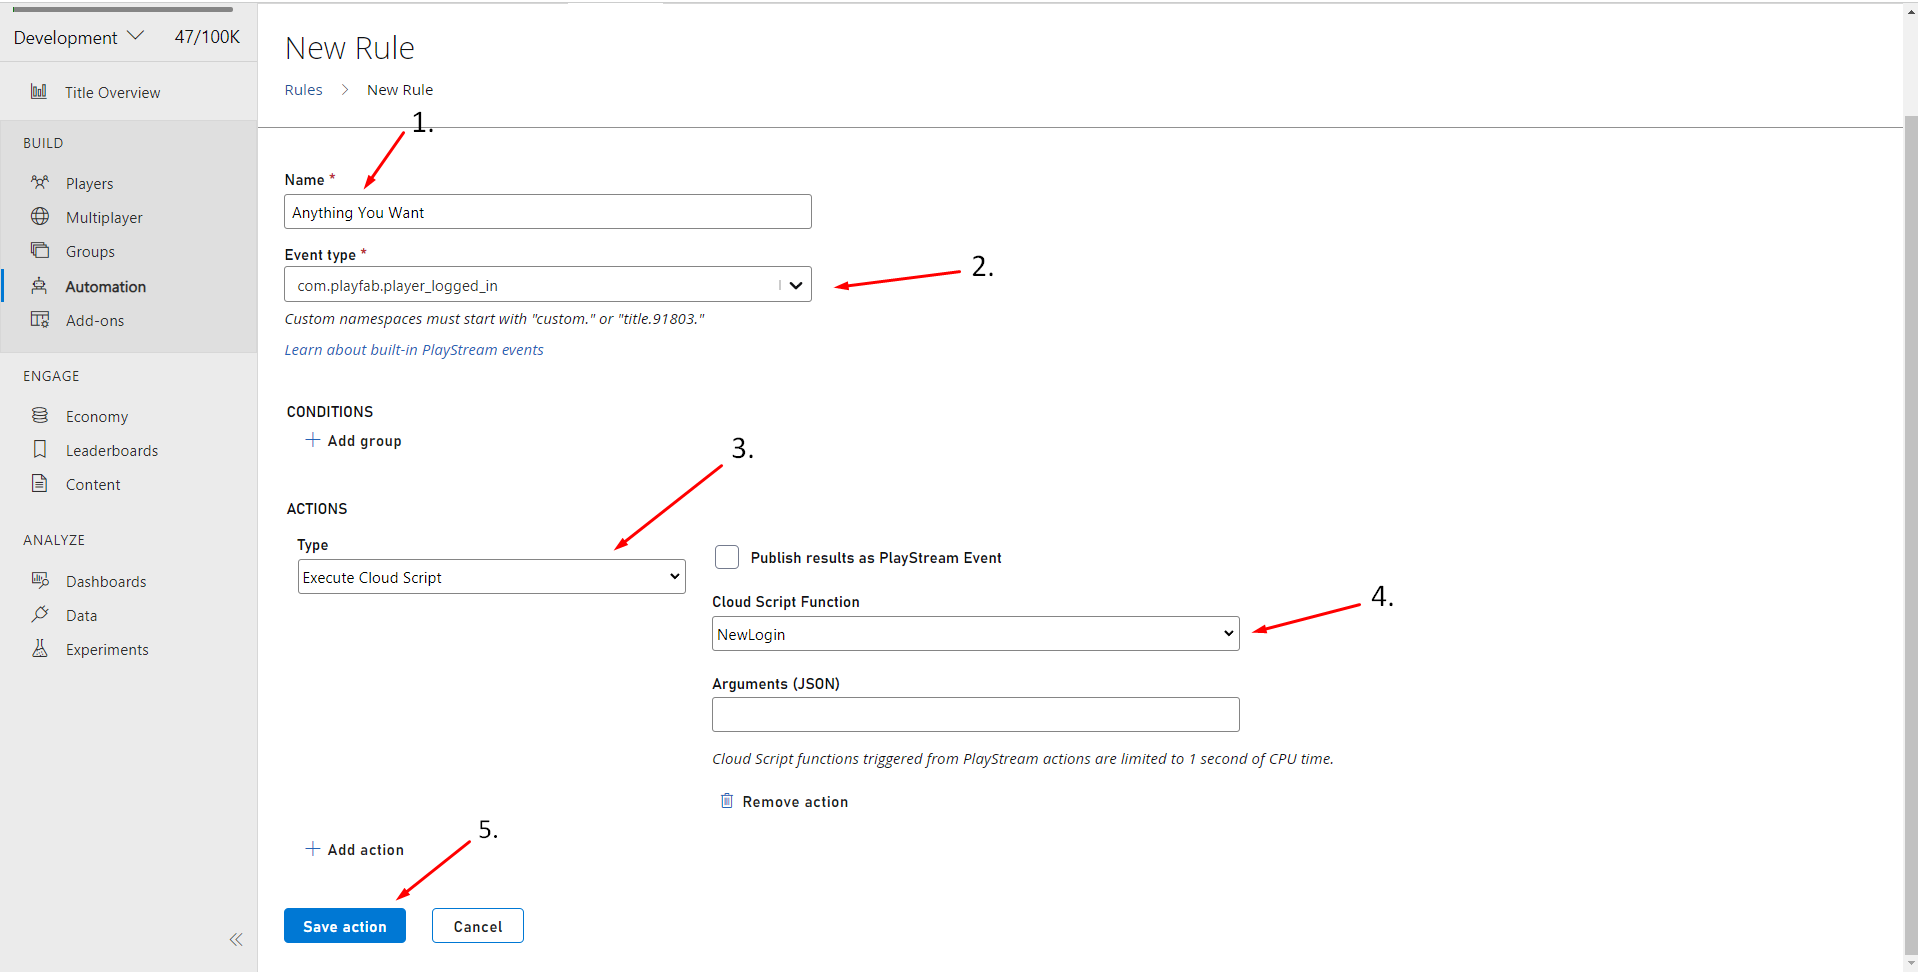 Development 47/100K
Title Overview
BUILD
Players
Multiplayer
Groups
Automation
Add-ons
ENGAGE
Economy
Leaderboards
Content
ANALYZE
Dashboards
Data
Experiments
New Rule
Rules > New Rule
1.
Name *
Anything You Want
Event type *
2.
com.playfab.player_logged_in
Custom namespaces must start with "custom." or "title.91803."
Learn about built-in PlayStream events
CONDITIONS
+ Add group
3.
ACTIONS
Type
Execute Cloud Script
Publish results as PlayStream Event
Cloud Script Function
4.
NewLogin
Arguments (JSON)
Cloud Script functions triggered from PlayStream actions are limited to 1 second of CPU time.
Remove action
5.
+ Add action
Save action
Cancel